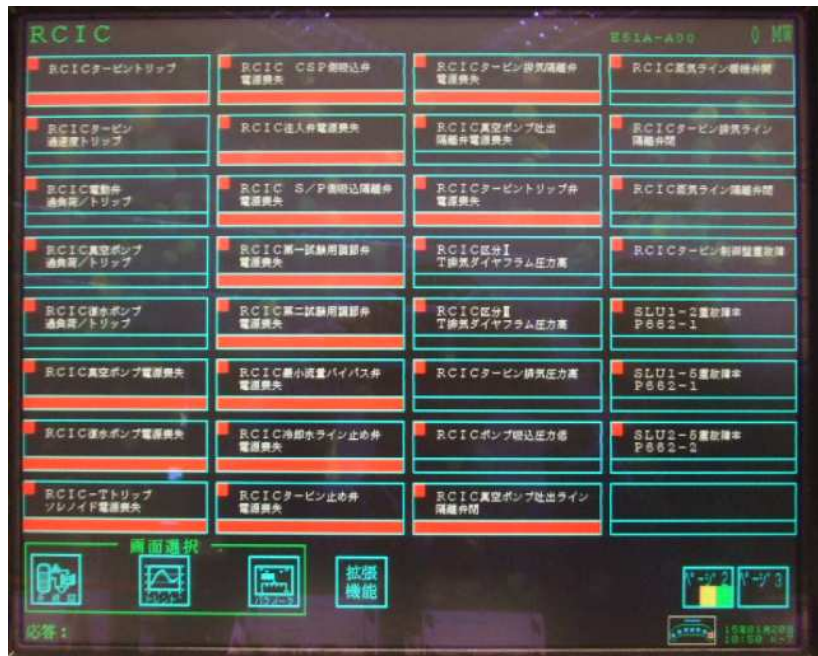 RCIC
E51A-A00
0 MW
RCICタービントリップ
RCIC CSP側吸込弁
電源喪失
RCICタービン排気隔離弁
電源喪失
RCIC蒸気ライン暖機弁開
RCICタービン
過速度トリップ
RCIC注入弁電源喪失
RCIC真空ポンプ吐出
隔離弁電源喪失
RCICタービン排気ライン
隔離弁閉
RCIC電動弁
過負荷/トリップ
RCIC S/P側吸込隔離弁
電源喪失
RCICタービントリップ弁
電源喪失
RCIC蒸気ライン隔離弁閉
RCIC真空ポンプ
過負荷/トリップ
RCIC第一試験用調節弁
電源喪失
RCIC区分Ⅰ
T排気ダイヤフラム圧力高
RCICタービン制御盤重故障
RCIC復水ポンプ
過負荷/トリップ
RCIC第二試験用調節弁
電源喪失
RCIC区分Ⅱ
T排気ダイヤフラム圧力高
SLU1-2重故障率
P662-1
RCIC真空ポンプ電源喪失
RCIC最小流量バイパス弁
電源喪失
RCICタービン排気圧力高
SLU1-5重故障率
P662-1
RCIC復水ポンプ電源喪失
RCIC冷却水ライン止め弁
電源喪失
RCICポンプ吸込圧力低
SLU2-5重故障率
P662-2
RCIC-Tトリップ
ソレノイド電源喪失
RCICタービン止め弁
電源喪失
RCIC真空ポンプ吐出ライン
隔離弁閉
画面選択
トレンド
パラメータ
拡張
機能
ページ2
ページ3
応答: